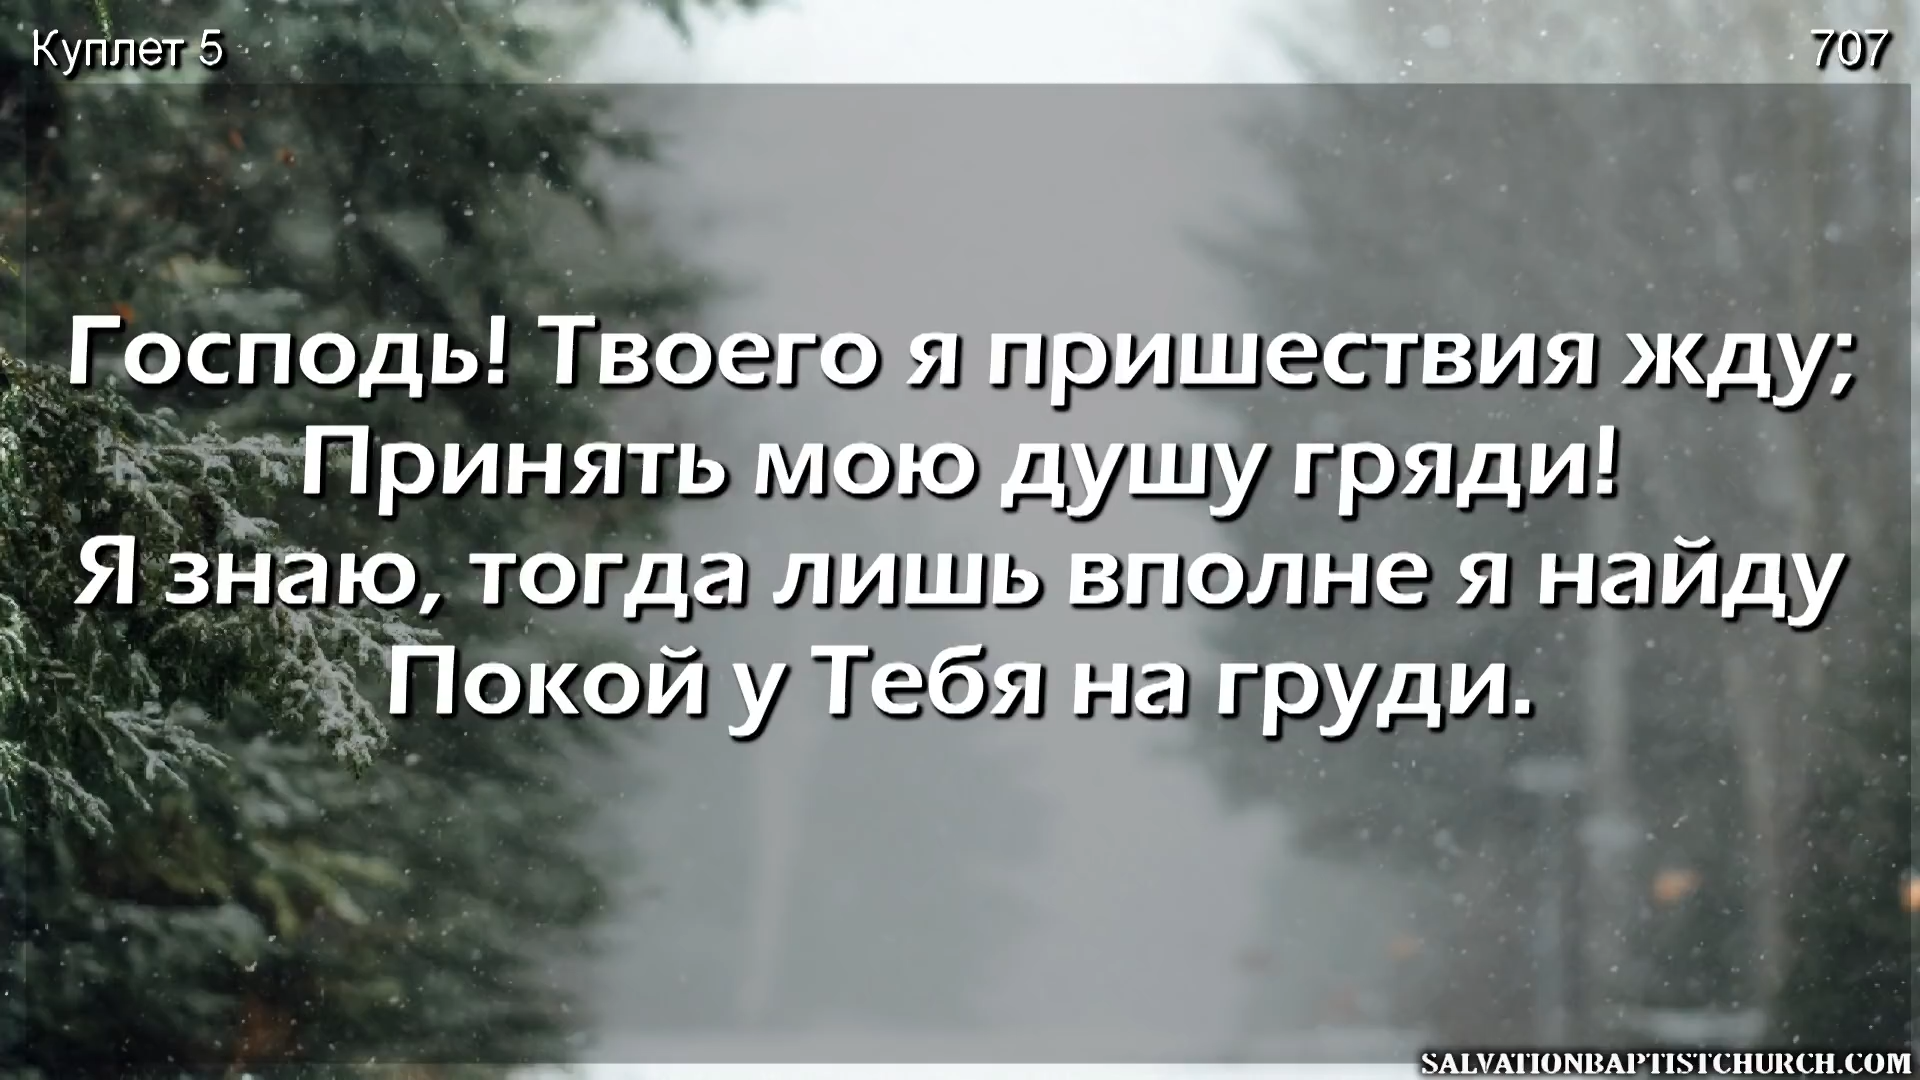 Куплет 5
707
Господь! Твоего я пришествия жду;
Принять мою душу гряди!
Я знаю, тогда лишь вполне я найду
Покой у Тебя на груди.
SALVATIONBAPTISTCHURCH.COM